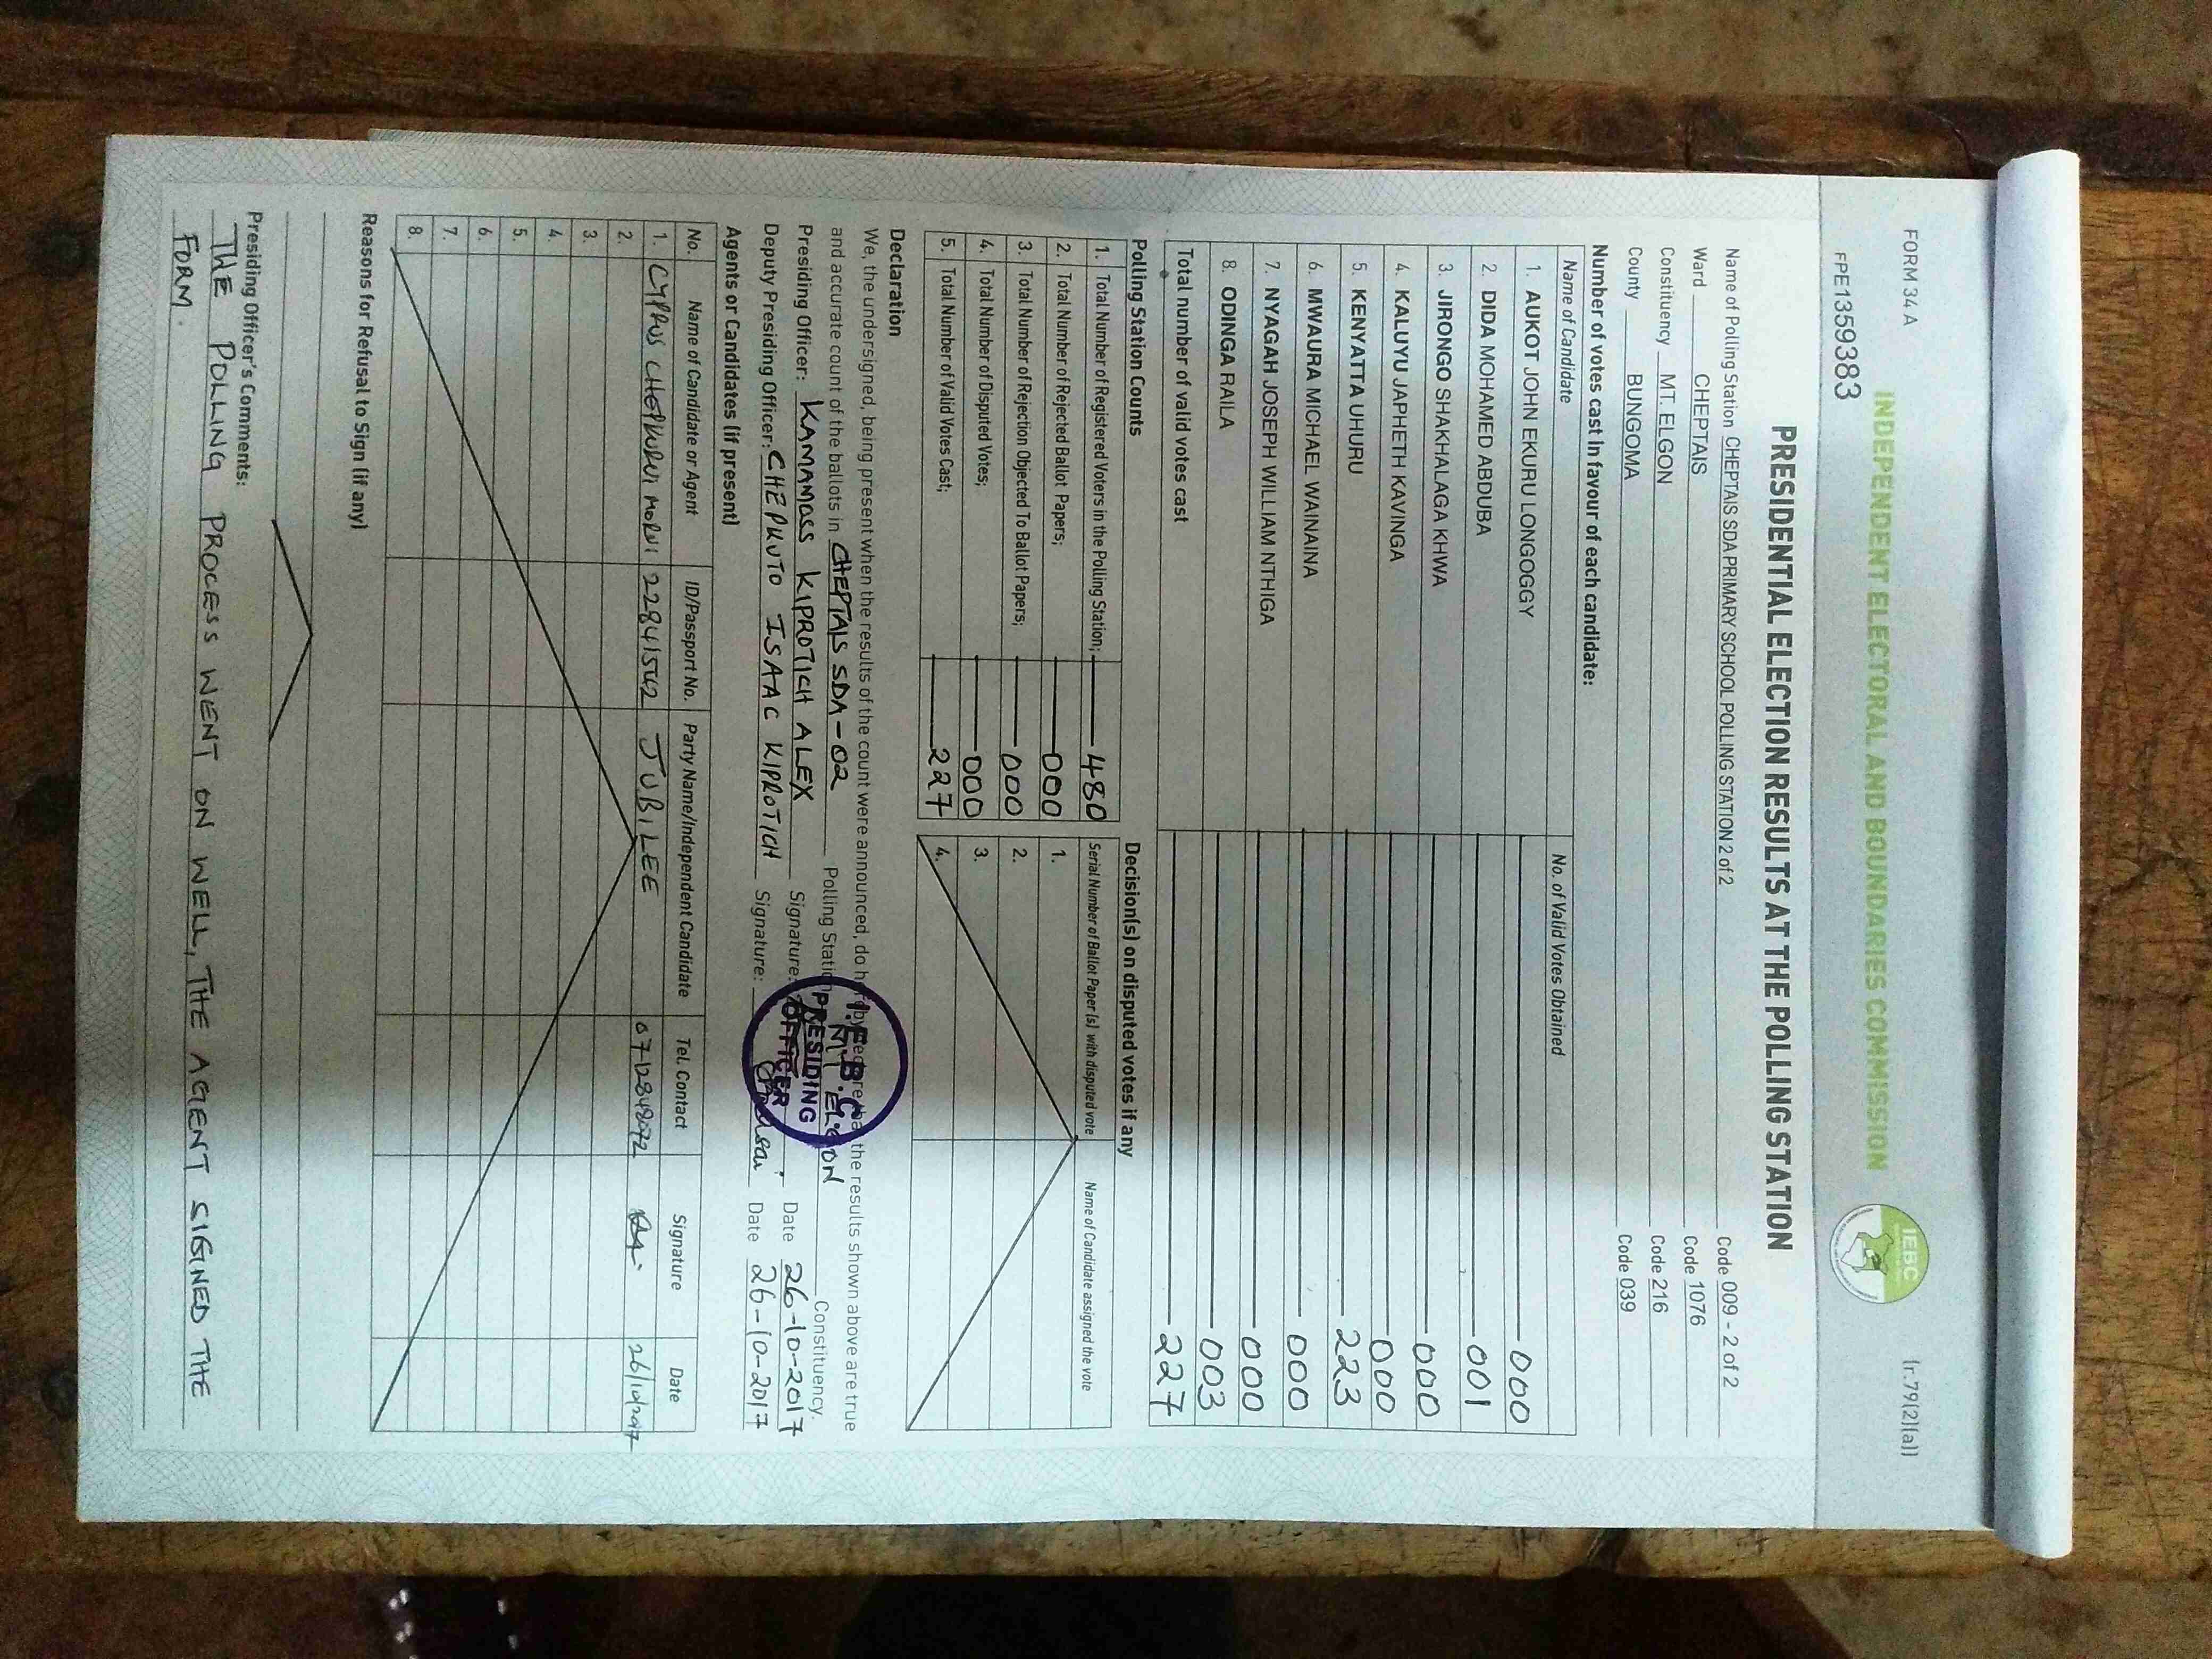 FORM 34 A
(r.79(2)(a))
FPE1359383
INDEPENDENT ELECTORAL AND BOUNDARIES COMMISSION
IEBC
PRESIDENTIAL ELECTION RESULTS AT THE POLLING STATION
Name of Polling Station CHEPTAIS SDA PRIMARY SCHOOL POLLING STATION 2 of 2 Code 009 - 2 of 2
Ward CHEPTAIS Code 1076
Constituency MT. ELGON Code 216
County BUNGOMA Code 039
Number of votes cast in favour of each candidate:
Name of Candidate No. of Valid Votes Obtained
1. AUKOT JOHN EKURU LONGOGGY 000
2. DIDA MOHAMED ABDUBA 001
3. JIRONGO SHAKHALAGA KHWA 000
4. KALUYU JAPHETH KAVINGA 000
5. KENYATTA UHURU 223
6. MWAURA MICHAEL WAINAINA 000
7. NYAGAH JOSEPH WILLIAM NTHIGA 000
8. ODINGA RAILA 003
Total number of valid votes cast 227
Polling Station Counts
1. Total Number of Registered Voters in the Polling Station; 480
2. Total Number of Rejected Ballot Papers; 000
3. Total Number of Rejection Objected To Ballot Papers; 000
4. Total Number of Disputed Votes; 000
5. Total Number of Valid Votes Cast; 227
Decision(s) on disputed votes if any
Serial Number of Ballot Paper(s) with disputed vote Name of Candidate assigned the vote
1.
2.
3.
4.
Declaration
We, the undersigned, being present when the results of the count were announced, do hereby declare that the results shown above are true
and accurate count of the ballots in CHEPTAIS SDA-02 Polling Station MT ELGON Constituency.
Presiding Officer: KAMAMOSS KIPROTICH ALEX Signature: Date 26-10-2017
Deputy Presiding Officer: CHEPKUTO ISAAC KIPROTICH Signature: Date 26-10-2017
I.E.B.C
PRESIDING
OFFICER
Agents or Candidates (if present)
No. Name of Candidate or Agent ID/Passport No. Party Name/Independent Candidate Tel. Contact Signature Date
1. CYPRUS CHEPKURUI MORNI 22841542 JUBILEE 0712848072 26/10/2017
2.
3.
4.
5.
6.
7.
8.
Reasons for Refusal to Sign (if any)
Presiding Officer's Comments:
THE POLLING PROCESS WENT ON WELL, THE AGENT SIGNED THE
FORM.